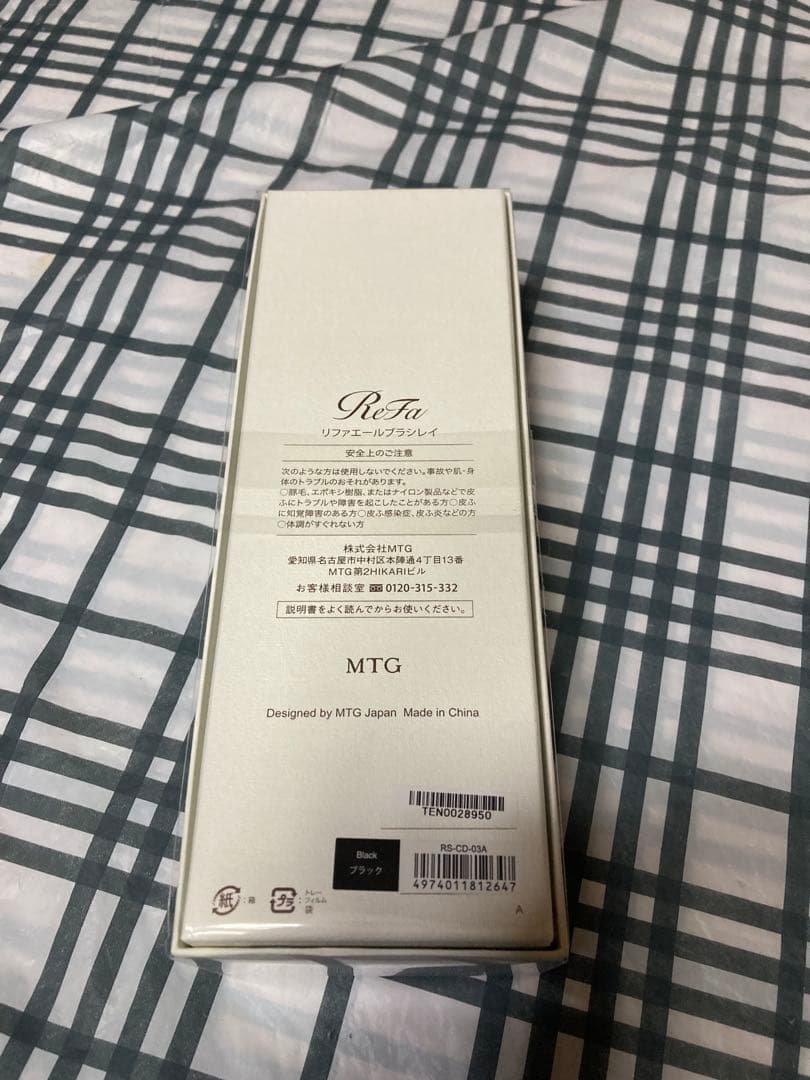 ReFa
リファエールブラシレイ
安全上のご注意
次のような方は使用しないでください。事故や肌・身
体のトラブルのおそれがあります。
○豚毛、エポキシ樹脂、またはナイロン製品などで皮
ふにトラブルや障害を起こしたことがある方○皮ふ
に知覚障害のある方○皮ふ感染症、皮ふ炎などの方
○体調がすぐれない方
株式会社MTG
愛知県名古屋市中村区本陣通4丁目13番
MTG第2HIKARIビル
お客様相談室 0120-315-332
説明書をよく読んでからお使いください。
MTG
Designed by MTG Japan Made in China
TEN0028950
RS-CD-03A
Black
ブラック
4974011812647
紙 :箱
プラ :トレー
フィルム
袋
A